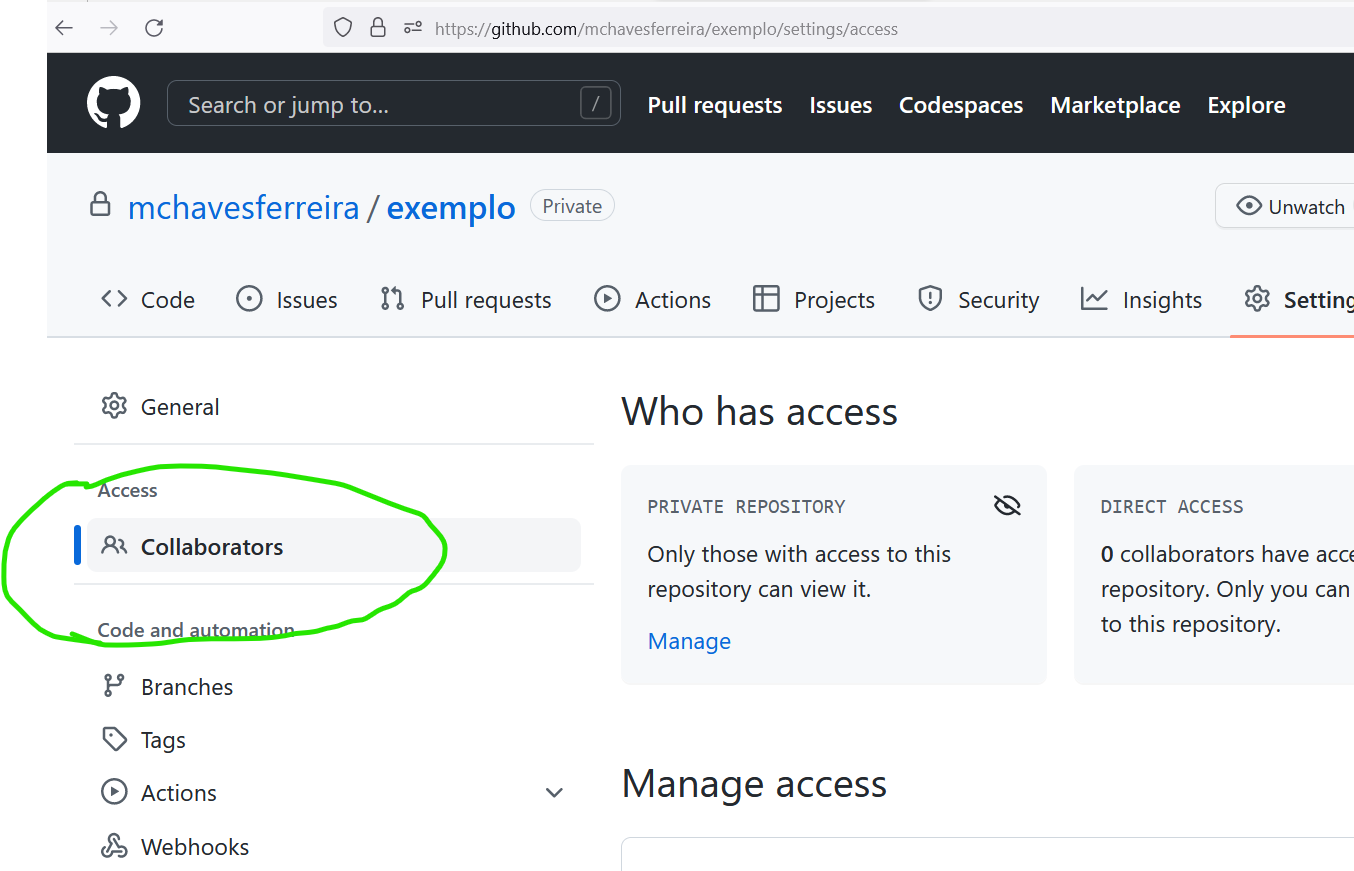 https://github.com/mchavesferreira/exemplo/settings/access
Search or jump to... /
Pull requests Issues Codespaces Marketplace Explore
mchavesferreira / exemplo Private
Unwatch
Code Issues Pull requests Actions Projects Security Insights Setting
General
Access
Collaborators
Code and automation
Branches
Tags
Actions
Webhooks
Who has access
PRIVATE REPOSITORY
Only those with access to this
repository can view it.
Manage
DIRECT ACCESS
0 collaborators have acce
repository. Only you can
to this repository.
Manage access